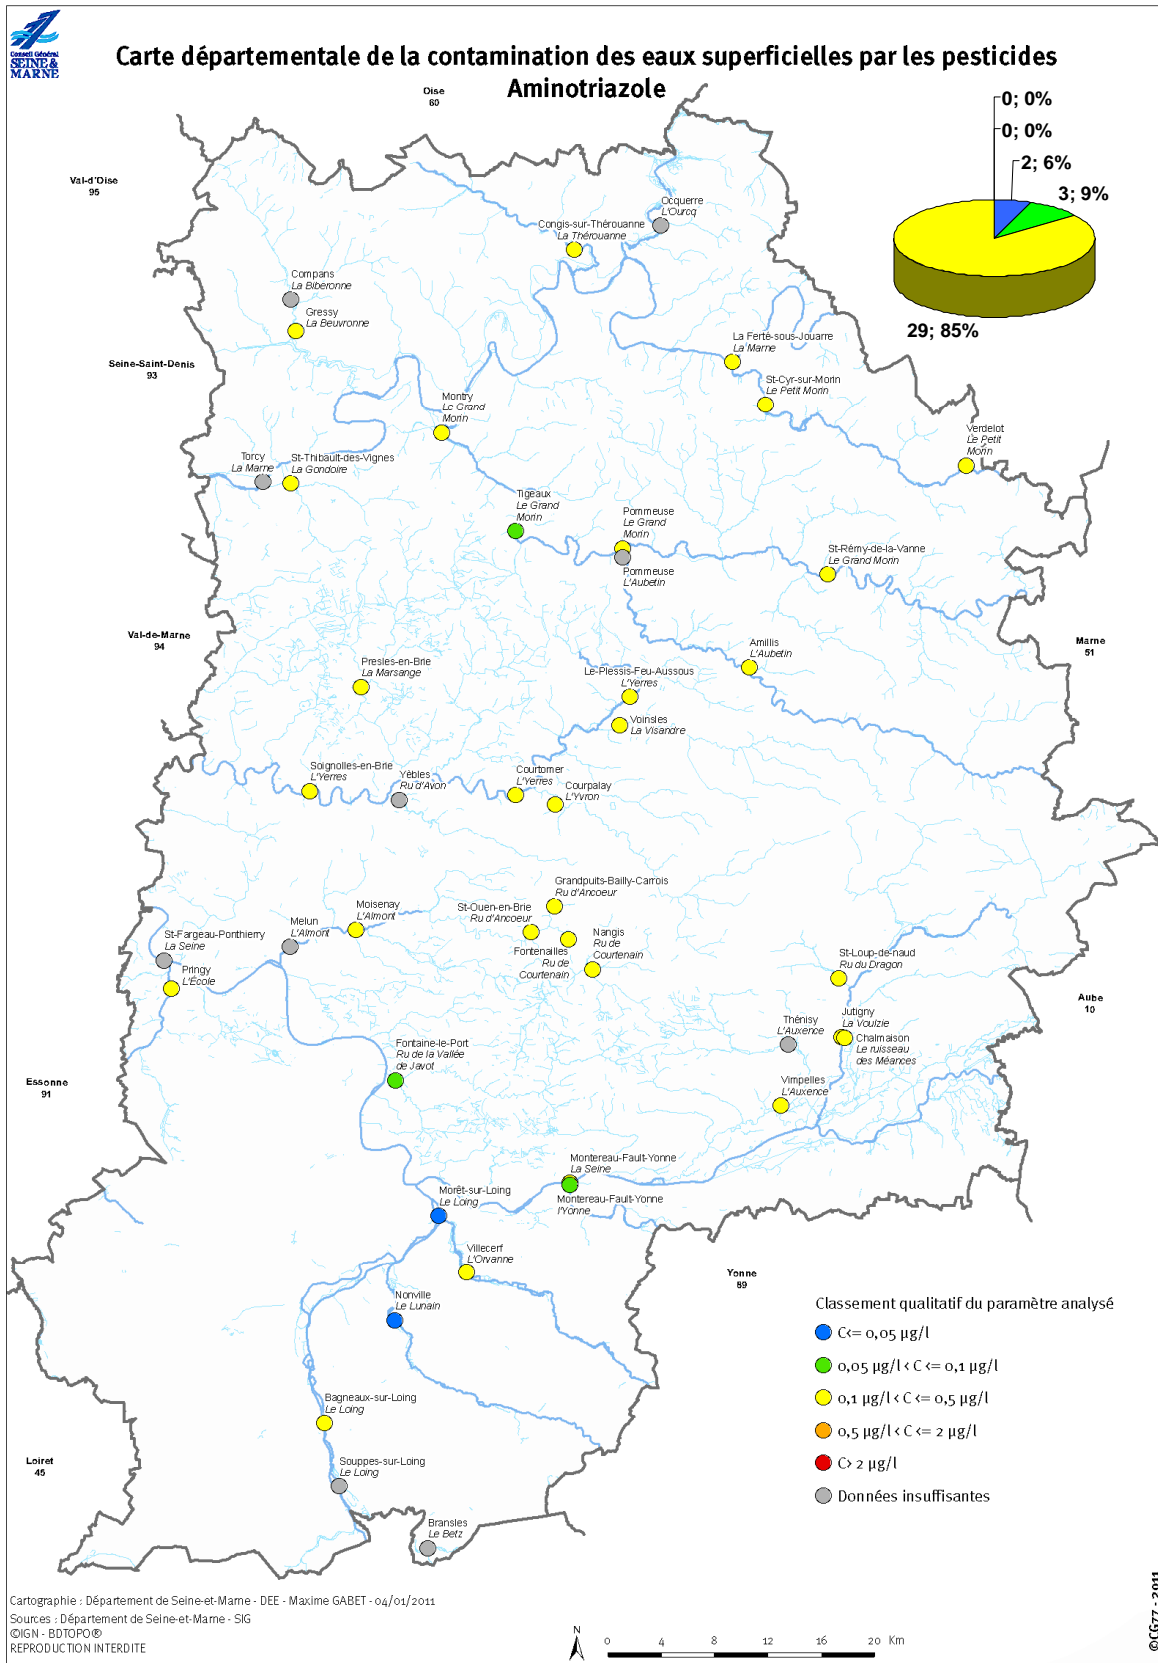 Conseil Général
SEINE &
MARNE
Carte départementale de la contamination des eaux superficielles par les pesticides
Aminotriazole
0; 0%
0; 0%
2; 6%
3; 9%
29; 85%
Oise
60
Val-d'Oise
95
Seine-Saint-Denis
93
Val-de-Marne
94
Essonne
91
Loiret
45
Yonne
89
Aube
10
Marne
51
Ocquerre
L'Ourcq
Congis-sur-Thérouanne
La Thérouanne
Compans
La Biberonne
Gressy
La Beuvronne
La Ferté-sous-Jouarre
La Marne
St-Cyr-sur-Morin
Le Petit Morin
Montry
Le Grand
Morin
Verdelot
Le Petit
Morin
Torcy
La Marne
St-Thibault-des-Vignes
La Gondoire
Tigeaux
Le Grand
Morin
Pommeuse
Le Grand
Morin
Pommeuse
L'Aubetin
St-Rémy-de-la-Vanne
Le Grand Morin
Amillis
L'Aubetin
Presles-en-Brie
La Marsange
Le-Plessis-Feu-Aussous
L'Yerres
Voinsles
La Visandre
Soignolles-en-Brie
L'Yerres
Yèbles
Ru d'Avon
Courtomer
L'Yerres
Courpalay
L'Yvron
Grandpuits-Bailly-Carrois
Ru d'Ancoeur
St-Ouen-en-Brie
Ru d'Ancoeur
Moisenay
L'Almont
Melun
L'Almont
St-Fargeau-Ponthierry
La Seine
Pringy
L'École
Fontenailles
Ru de
Courtenain
Nangis
Ru de
Courtenain
St-Loup-de-naud
Ru du Dragon
Thénisy
L'Auxence
Jutigny
La Voulzie
Chalmaison
Le ruisseau
des Méances
Fontaine-le-Port
Ru de la Vallée
de Javot
Vimpelles
L'Auxence
Montereau-Fault-Yonne
La Seine
Montereau-Fault-Yonne
l'Yonne
Morêt-sur-Loing
Le Loing
Villecerf
L'Orvanne
Nonville
Le Lunain
Bagneaux-sur-Loing
Le Loing
Souppes-sur-Loing
Le Loing
Bransles
Le Betz
Classement qualitatif du paramètre analysé
C<= 0,05 µg/l
0,05 µg/l < C <= 0,1 µg/l
0,1 µg/l < C <= 0,5 µg/l
0,5 µg/l < C <= 2 µg/l
C> 2 µg/l
Données insuffisantes
Cartographie : Département de Seine-et-Marne - DEE - Maxime GABET - 04/01/2011
Sources : Département de Seine-et-Marne - SIG
©IGN - BDTOPO®
REPRODUCTION INTERDITE
N
0 4 8 12 16 20 Km
©CG77 - 2011